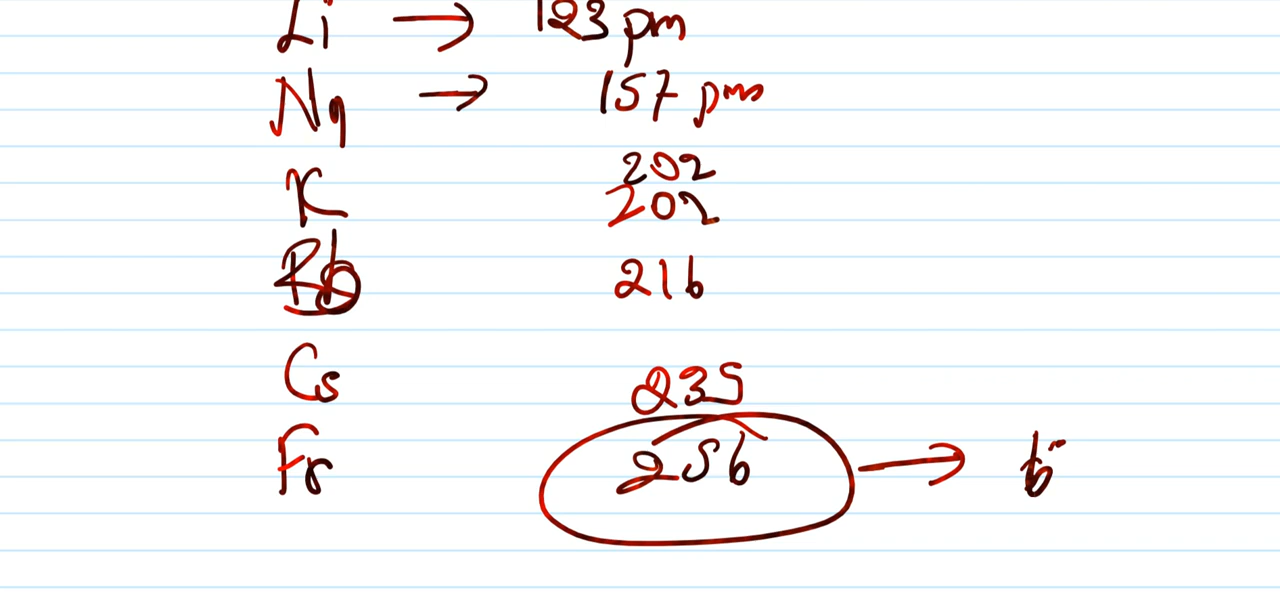 Li → 123 pm
Na → 157 pm
K 202
202
Rb 216
Cs 235
Fr 256 →